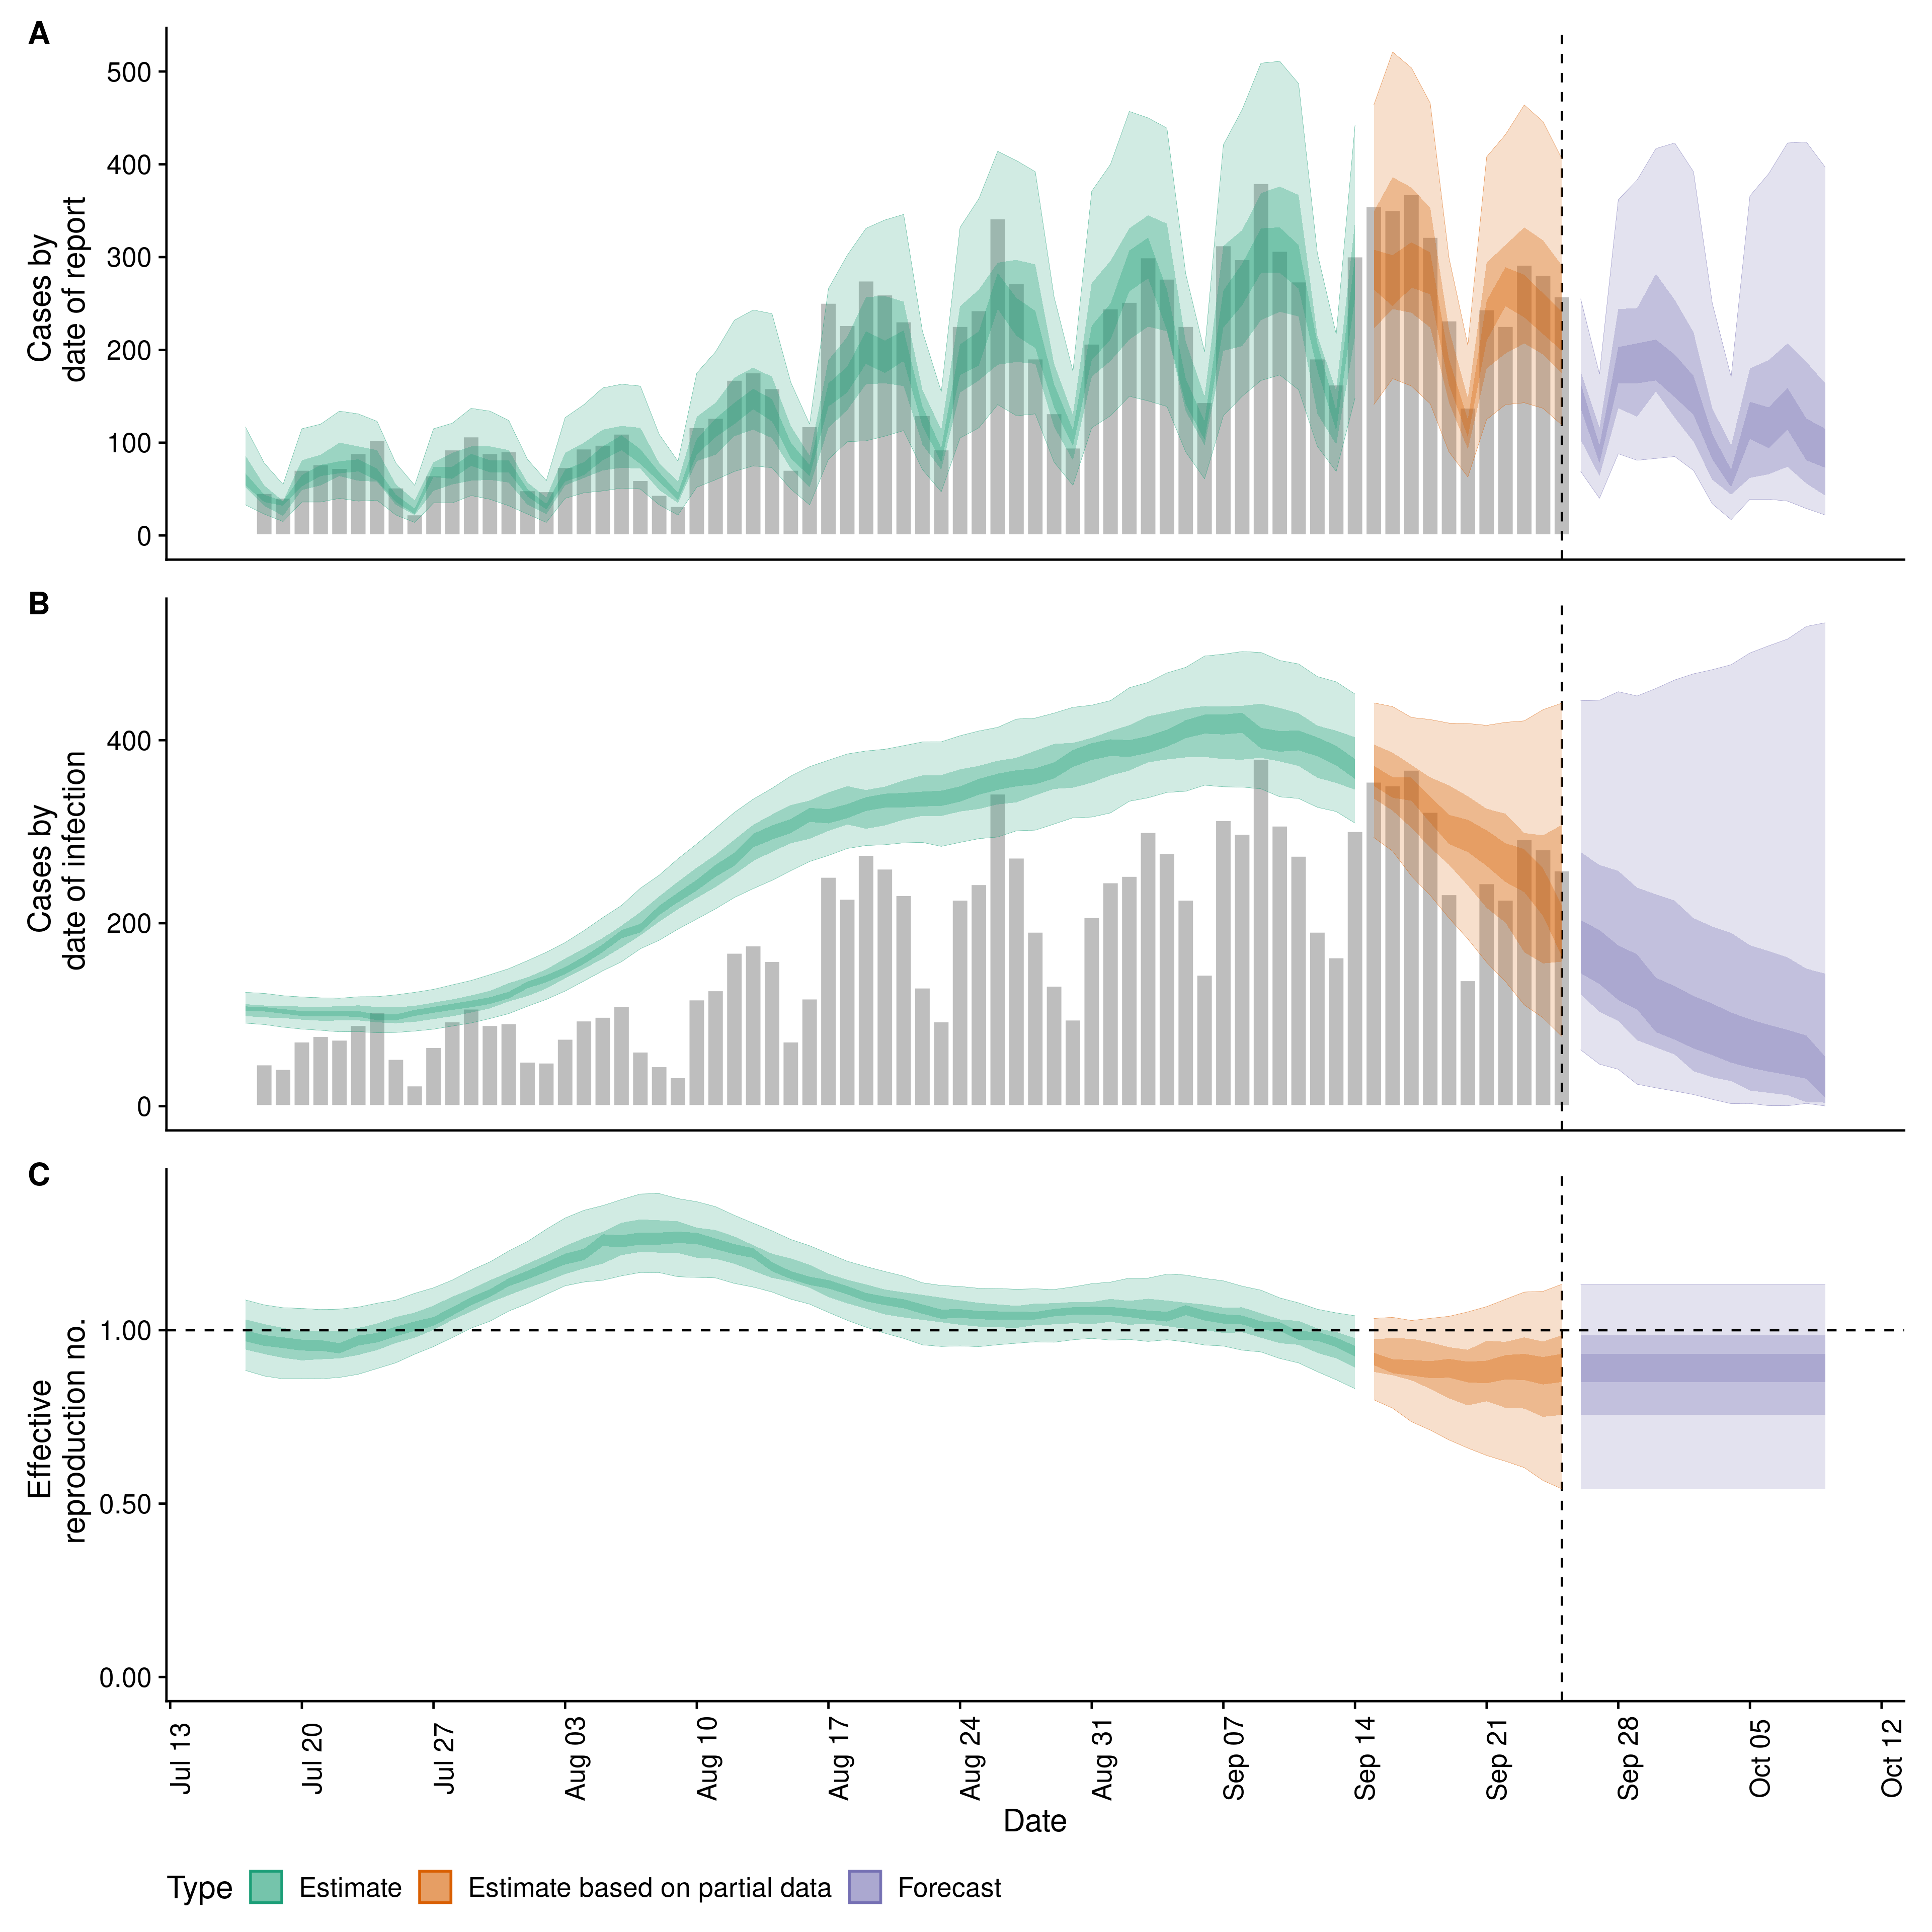 A
500
400
300
200
100
0
Cases by
date of report
B
400
200
0
Cases by
date of infection
C
1.00
0.50
0.00
Effective
reproduction no.
Jul 13
Jul 20
Jul 27
Aug 03
Aug 10
Aug 17
Aug 24
Aug 31
Sep 07
Sep 14
Sep 21
Sep 28
Oct 05
Oct 12
Date
Type Estimate Estimate based on partial data Forecast